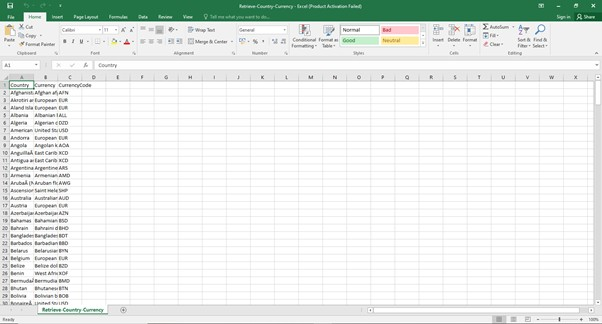 Retrieve-Country-Currency - Excel (Product Activation Failed)
File Home Insert Page Layout Formulas Data Review View Tell me what you want to do... Sign in Share
Cut
Copy
Format Painter
Paste
Clipboard
Calibri 11
B I U
Font
Wrap Text
Merge & Center
Alignment
General
Number
Conditional Formatting
Format as Table
Normal Bad
Good Neutral
Styles
Insert Delete Format
Cells
AutoSum
Fill
Clear
Sort & Filter
Find & Select
Editing
A1 Country
A B C D E F G H I J K L M N O P Q R S T U V W X
1 Country Currency CurrencyCode
2 Afghanist Afghan afg AFN
3 Akrotiri an European EUR
4 Aland Isla European EUR
5 Albania Albanian ALL
6 Algeria Algerian d DZD
7 American United Sta USD
8 Andorra European EUR
9 Angola Angolan k AOA
10 AnguillaÂ East Carib XCD
11 Antigua an East Carib XCD
12 Argentina Argentine ARS
13 Armenia Armenian AMD
14 ArubaÂ (N Aruban flo AWG
15 Ascension Saint Hele SHP
16 Australia Australian AUD
17 Austria European EUR
18 Azerbaijan Azerbaijan AZN
19 Bahamas Bahamian BSD
20 Bahrain Bahraini d BHD
21 Banglades Banglades BDT
22 Barbados Barbadian BBD
23 Belarus Belarusian BYN
24 Belgium European EUR
25 Belize Belize dol BZD
26 Benin West Afric XOF
27 BermudaÂ Bermudia BMD
28 Bhutan Bhutanes BTN
29 Bolivia Bolivian b BOB
30 BonaireÂ United Sta USD
Retrieve-Country-Currency
Ready 100%